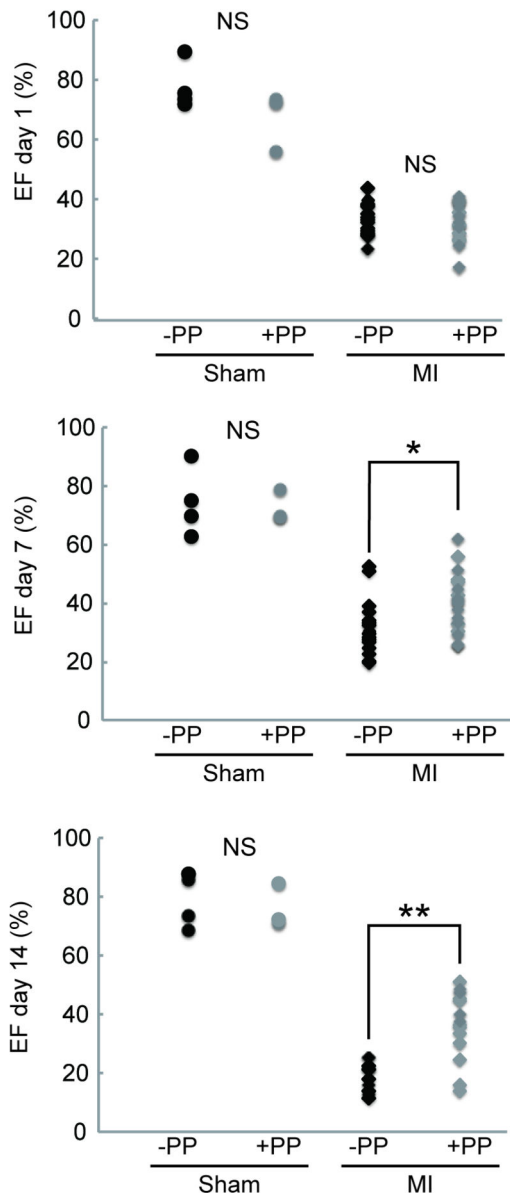 EF day 1 (%)
100
80
60
40
20
0
NS
NS
-PP +PP -PP +PP
Sham MI
EF day 7 (%)
100
80
60
40
20
0
NS
*
-PP +PP -PP +PP
Sham MI
EF day 14 (%)
100
80
60
40
20
0
NS
**
-PP +PP -PP +PP
Sham MI